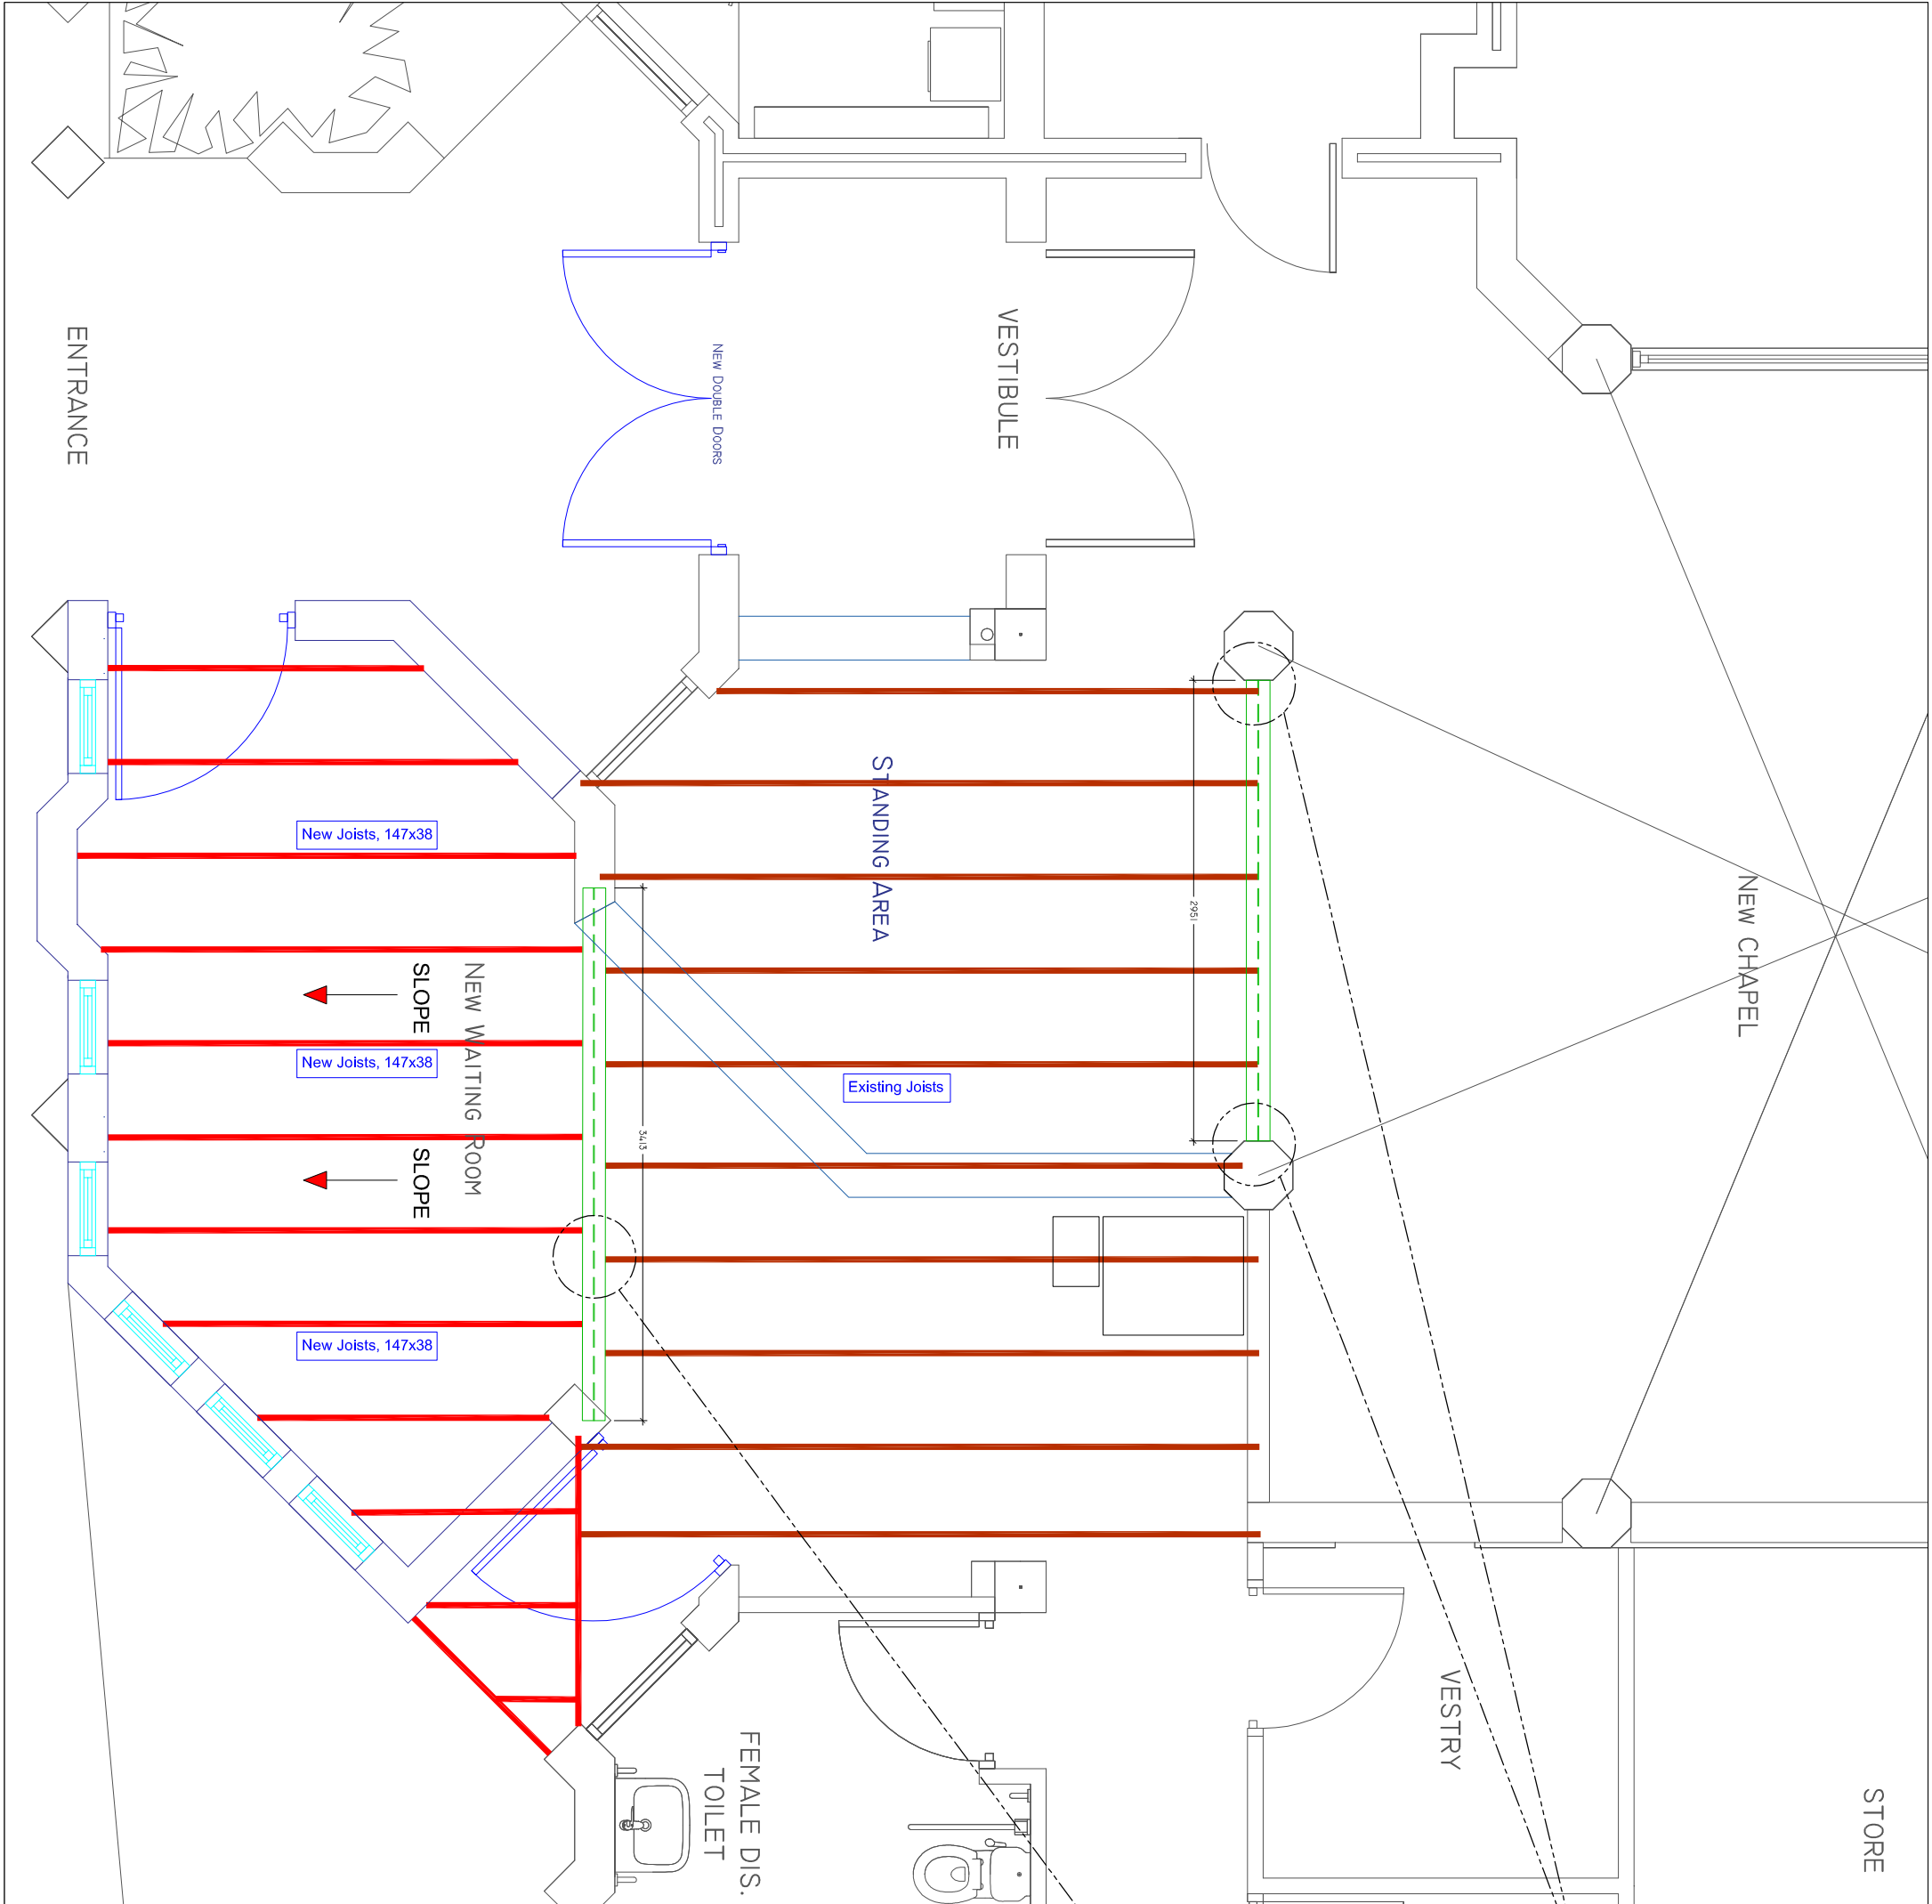 ENTRANCE
NEW DOUBLE DOORS
VESTIBULE
STANDING AREA
NEW CHAPEL
2951
New Joists, 147x38
SLOPE
NEW WAITING ROOM
New Joists, 147x38
Existing Joists
3413
SLOPE
New Joists, 147x38
VESTRY
FEMALE DIS.
TOILET
STORE